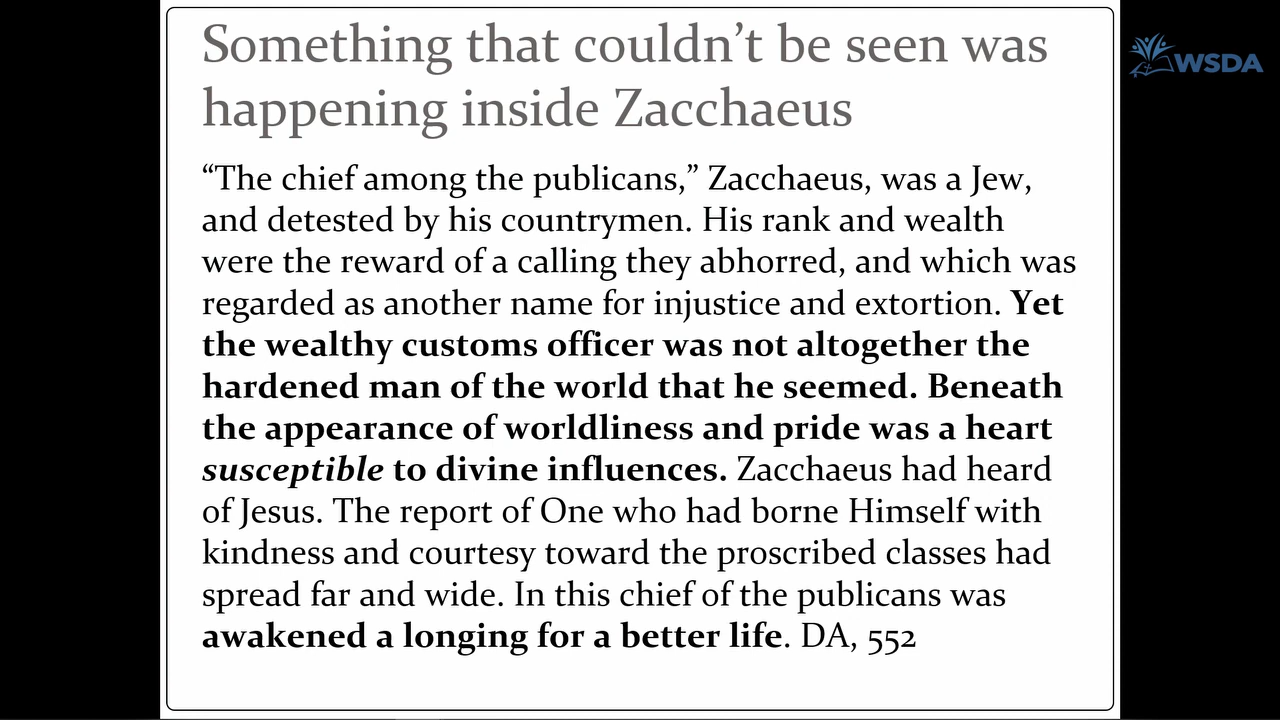 Something that couldn’t be seen was
happening inside Zacchaeus
“The chief among the publicans,” Zacchaeus, was a Jew,
and detested by his countrymen. His rank and wealth
were the reward of a calling they abhorred, and which was
regarded as another name for injustice and extortion. Yet
the wealthy customs officer was not altogether the
hardened man of the world that he seemed. Beneath
the appearance of worldliness and pride was a heart
susceptible to divine influences. Zacchaeus had heard
of Jesus. The report of One who had borne Himself with
kindness and courtesy toward the proscribed classes had
spread far and wide. In this chief of the publicans was
awakened a longing for a better life. DA, 552
WSDA